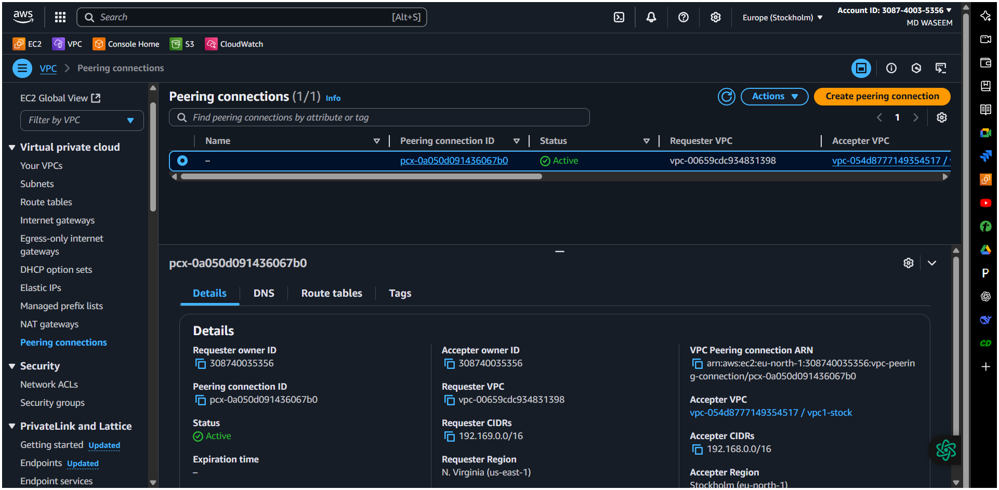 aws
Search
[Alt+S]
Europe (Stockholm)
Account ID: 3087-4003-5356
MD WASEEM
EC2
VPC
Console Home
S3
CloudWatch
VPC
Peering connections
EC2 Global View
Filter by VPC
Virtual private cloud
Your VPCs
Subnets
Route tables
Internet gateways
Egress-only internet
gateways
DHCP option sets
Elastic IPs
Managed prefix lists
NAT gateways
Peering connections
Security
Network ACLs
Security groups
PrivateLink and Lattice
Getting started Updated
Endpoints Updated
Endpoint services
Peering connections (1/1) Info
Actions
Create peering connection
Find peering connections by attribute or tag
1
Name
Peering connection ID
Status
Requester VPC
Accepter VPC
–
pcx-0a050d091436067b0
Active
vpc-00659cdc934831398
vpc-054d8777149354517 /
pcx-0a050d091436067b0
Details
DNS
Route tables
Tags
Details
Requester owner ID
308740035356
Peering connection ID
pcx-0a050d091436067b0
Status
Active
Expiration time
–
Accepter owner ID
308740035356
Requester VPC
vpc-00659cdc934831398
Requester CIDRs
192.169.0.0/16
Requester Region
N. Virginia (us-east-1)
VPC Peering connection ARN
arn:aws:ec2:eu-north-1:308740035356:vpc-peerin
g-connection/pcx-0a050d091436067b0
Accepter VPC
vpc-054d8777149354517 / vpc1-stock
Accepter CIDRs
192.168.0.0/16
Accepter Region
Stockholm (eu-north-1)
P
CD